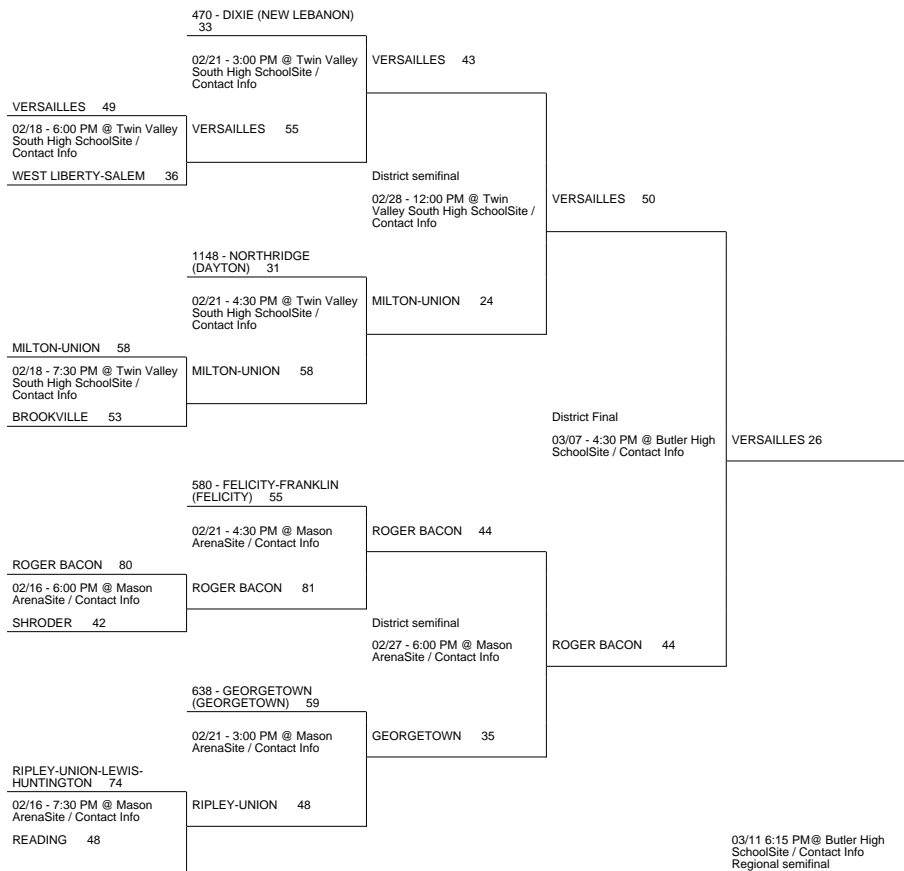 470 - DIXIE (NEW LEBANON)
33
02/21 - 3:00 PM @ Twin Valley
South High SchoolSite /
Contact Info
VERSAILLES 43
VERSAILLES 49
02/18 - 6:00 PM @ Twin Valley
South High SchoolSite /
Contact Info
VERSAILLES 55
WEST LIBERTY-SALEM 36
District semifinal
02/28 - 12:00 PM @ Twin
Valley South High SchoolSite /
Contact Info
VERSAILLES 50
1148 - NORTHRIDGE
(DAYTON) 31
02/21 - 4:30 PM @ Twin Valley
South High SchoolSite /
Contact Info
MILTON-UNION 24
MILTON-UNION 58
02/18 - 7:30 PM @ Twin Valley
South High SchoolSite /
Contact Info
MILTON-UNION 58
BROOKVILLE 53
District Final
03/07 - 4:30 PM @ Butler High
SchoolSite / Contact Info
VERSAILLES 26
580 - FELICITY-FRANKLIN
(FELICITY) 55
02/21 - 4:30 PM @ Mason
ArenaSite / Contact Info
ROGER BACON 44
ROGER BACON 80
02/16 - 6:00 PM @ Mason
ArenaSite / Contact Info
ROGER BACON 81
SHRODER 42
District semifinal
02/27 - 6:00 PM @ Mason
ArenaSite / Contact Info
ROGER BACON 44
638 - GEORGETOWN
(GEORGETOWN) 59
02/21 - 3:00 PM @ Mason
ArenaSite / Contact Info
GEORGETOWN 35
RIPLEY-UNION-LEWIS-
HUNTINGTON 74
02/16 - 7:30 PM @ Mason
ArenaSite / Contact Info
RIPLEY-UNION 48
READING 48
03/11 6:15 PM@ Butler High
SchoolSite / Contact Info
Regional semifinal